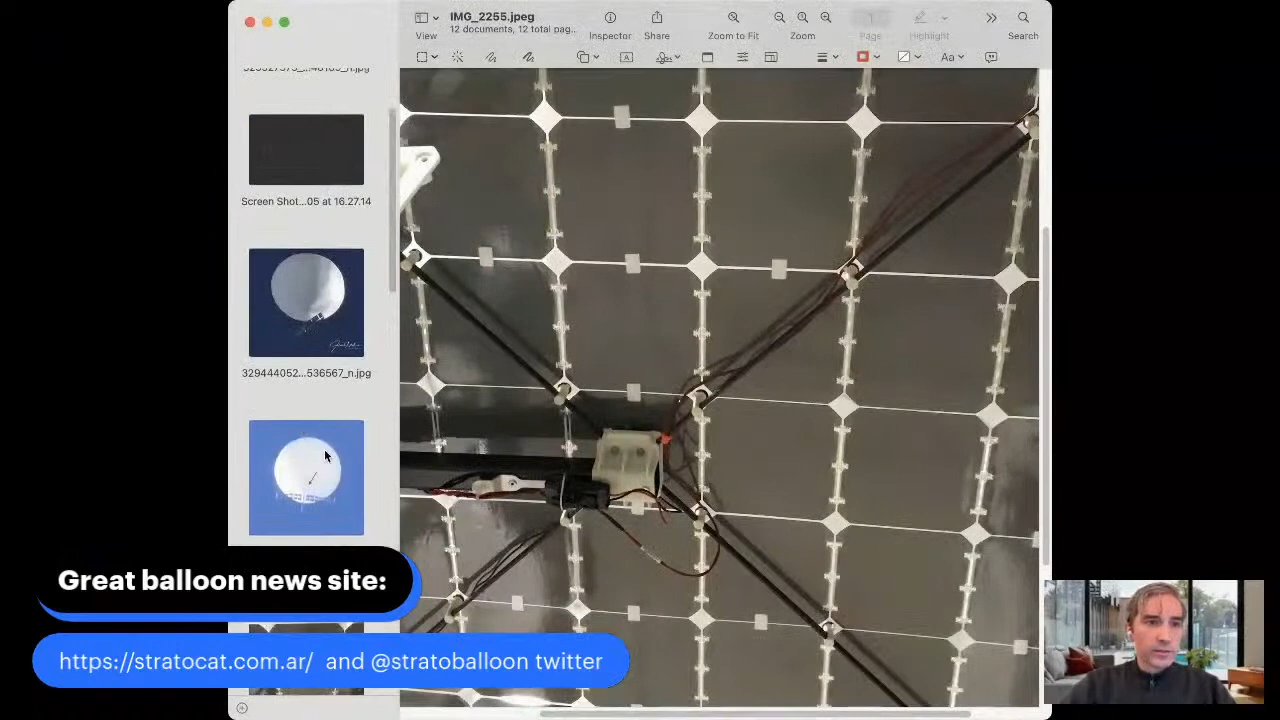 IMG_2255.jpeg
12 documents, 12 total pag...
View
Inspector
Share
Zoom to Fit
Zoom
1
Page
Highlight
Search
Aa
Screen Shot...05 at 16.27.14
329444052...536567_n.jpg
Great balloon news site:
https://stratocat.com.ar/ and @stratoballoon twitter